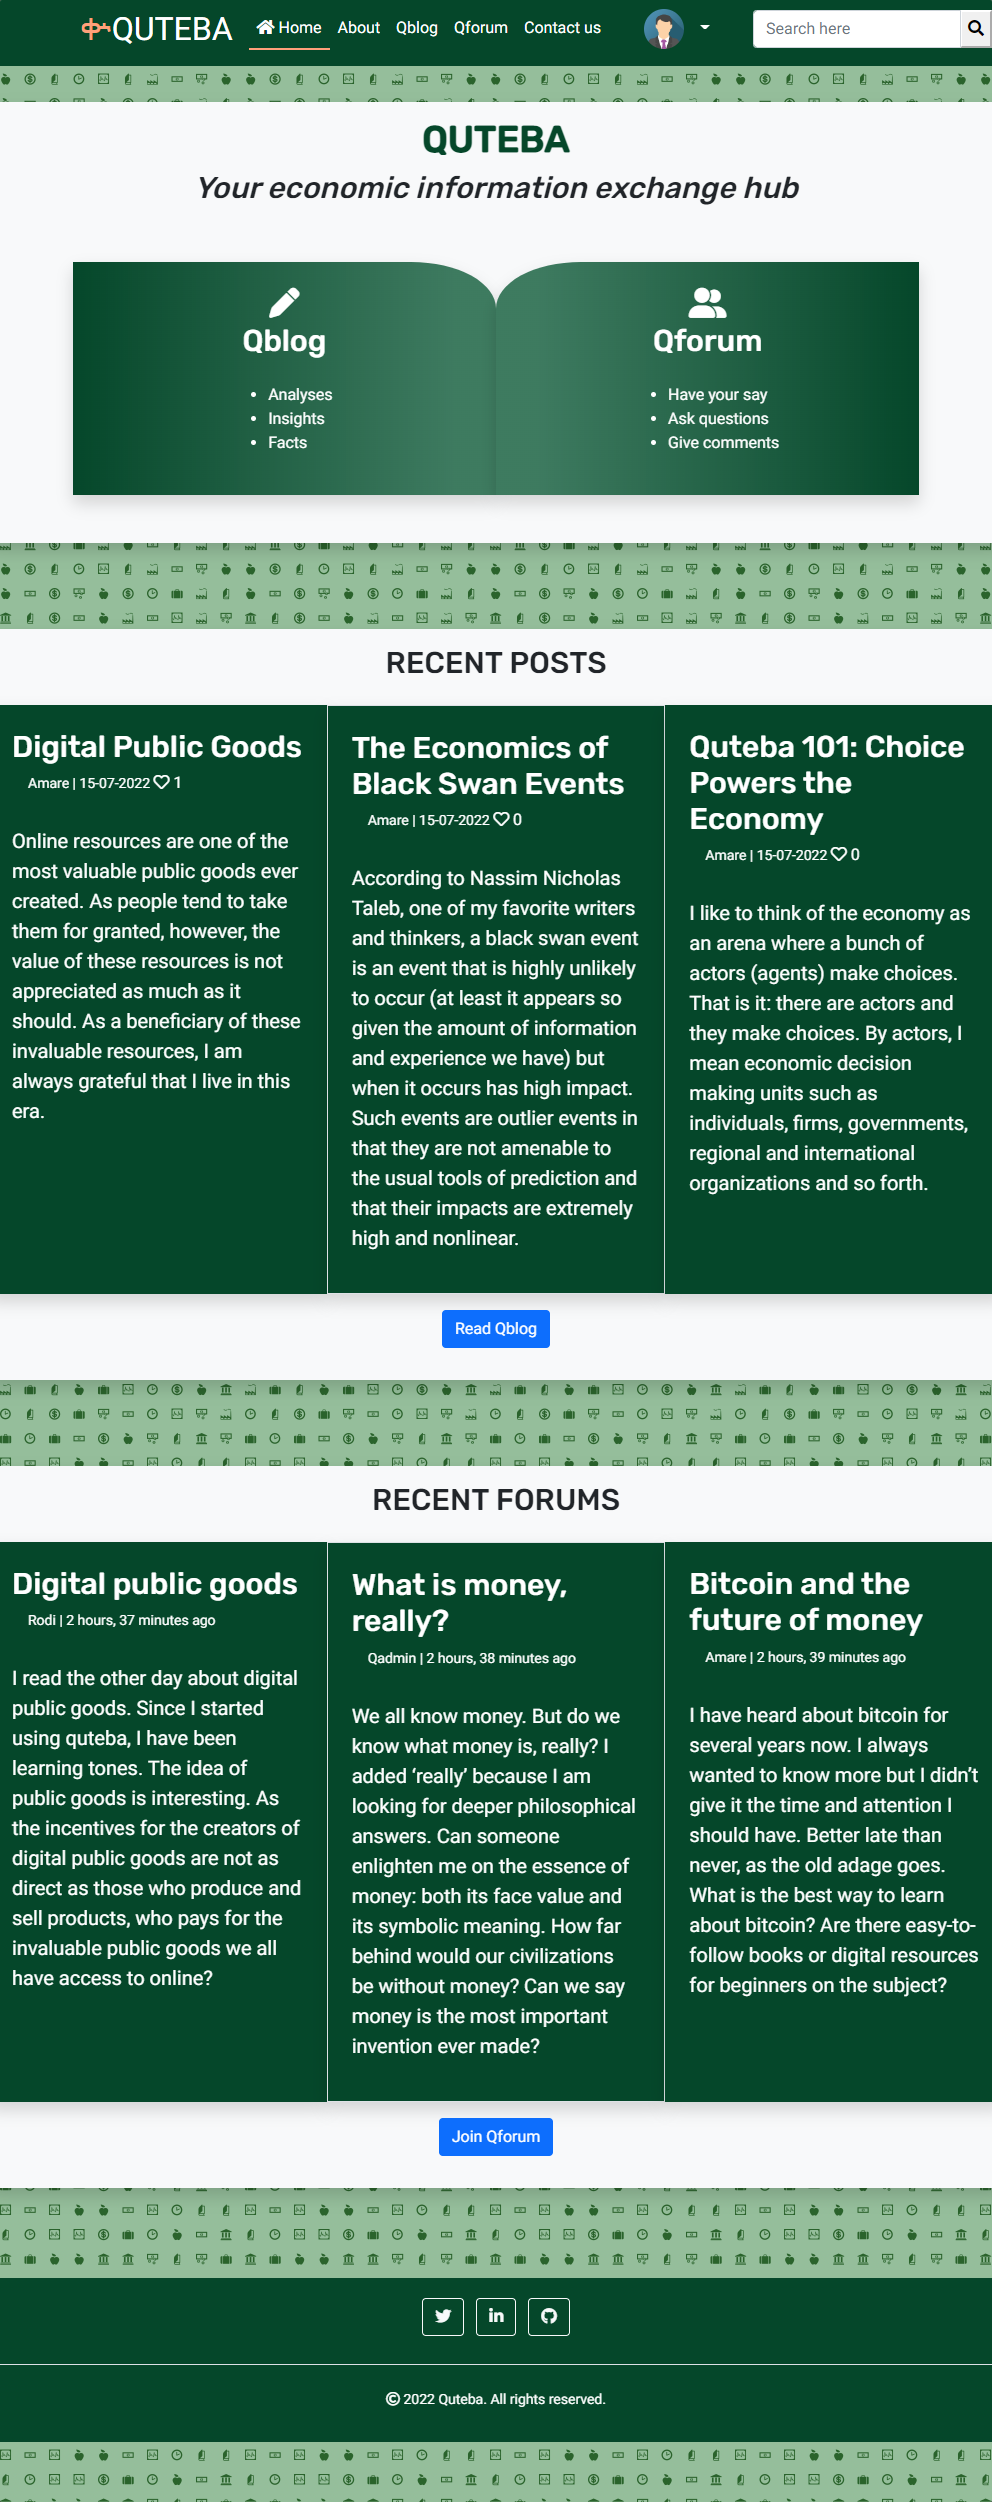 ቁ-QUTEBA
Home About Qblog Qforum Contact us
Search here
QUTEBA
Your economic information exchange hub
Qblog
• Analyses
• Insights
• Facts
Qforum
• Have your say
• Ask questions
• Give comments
RECENT POSTS
Digital Public Goods
Amare | 15-07-2022 1
Online resources are one of the
most valuable public goods ever
created. As people tend to take
them for granted, however, the
value of these resources is not
appreciated as much as it
should. As a beneficiary of these
invaluable resources, I am
always grateful that I live in this
era.
The Economics of
Black Swan Events
Amare | 15-07-2022 0
According to Nassim Nicholas
Taleb, one of my favorite writers
and thinkers, a black swan event
is an event that is highly unlikely
to occur (at least it appears so
given the amount of information
and experience we have) but
when it occurs has high impact.
Such events are outlier events in
that they are not amenable to
the usual tools of prediction and
that their impacts are extremely
high and nonlinear.
Quteba 101: Choice
Powers the
Economy
Amare | 15-07-2022 0
I like to think of the economy as
an arena where a bunch of
actors (agents) make choices.
That is it: there are actors and
they make choices. By actors, I
mean economic decision
making units such as
individuals, firms, governments,
regional and international
organizations and so forth.
Read Qblog
RECENT FORUMS
Digital public goods
Rodi | 2 hours, 37 minutes ago
I read the other day about digital
public goods. Since I started
using quteba, I have been
learning tones. The idea of
public goods is interesting. As
the incentives for the creators of
digital public goods are not as
direct as those who produce and
sell products, who pays for the
invaluable public goods we all
have access to online?
What is money,
really?
Qadmin | 2 hours, 38 minutes ago
We all know money. But do we
know what money is, really? I
added ‘really’ because I am
looking for deeper philosophical
answers. Can someone
enlighten me on the essence of
money: both its face value and
its symbolic meaning. How far
behind would our civilizations
be without money? Can we say
money is the most important
invention ever made?
Bitcoin and the
future of money
Amare | 2 hours, 39 minutes ago
I have heard about bitcoin for
several years now. I always
wanted to know more but I didn’t
give it the time and attention I
should have. Better late than
never, as the old adage goes.
What is the best way to learn
about bitcoin? Are there easy-to-
follow books or digital resources
for beginners on the subject?
Join Qforum
© 2022 Quteba. All rights reserved.